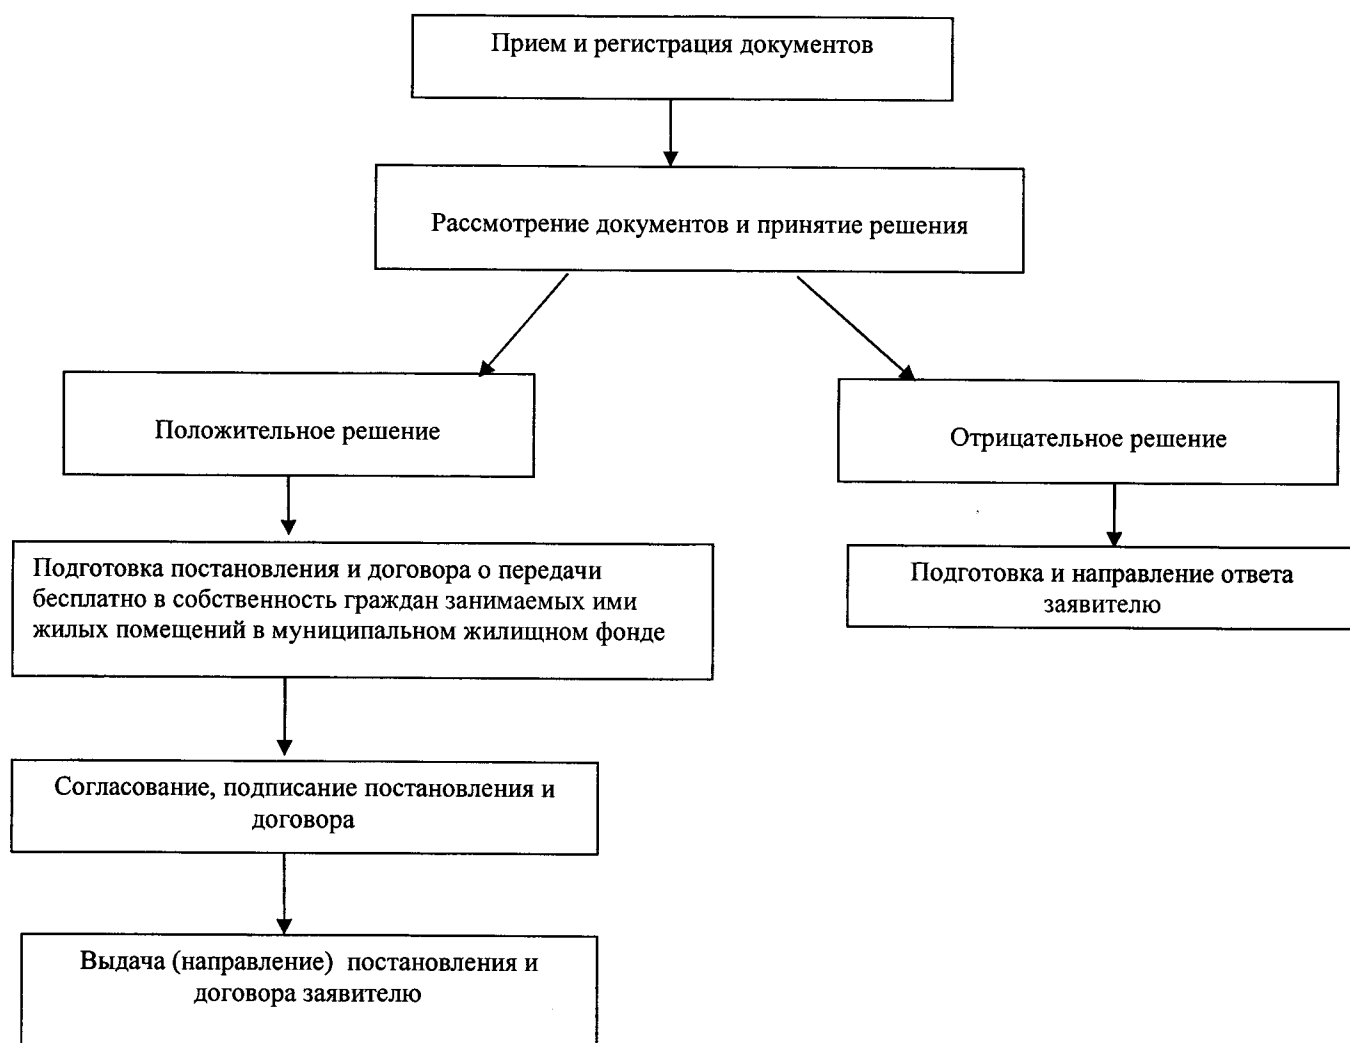 Прием и регистрация документов
Рассмотрение документов и принятие решения
Положительное решение
Отрицательное решение
Подготовка постановления и договора о передачи
бесплатно в собственность граждан занимаемых ими
жилых помещений в муниципальном жилищном фонде
Подготовка и направление ответа
заявителю
Согласование, подписание постановления и
договора
Выдача (направление) постановления и
договора заявителю